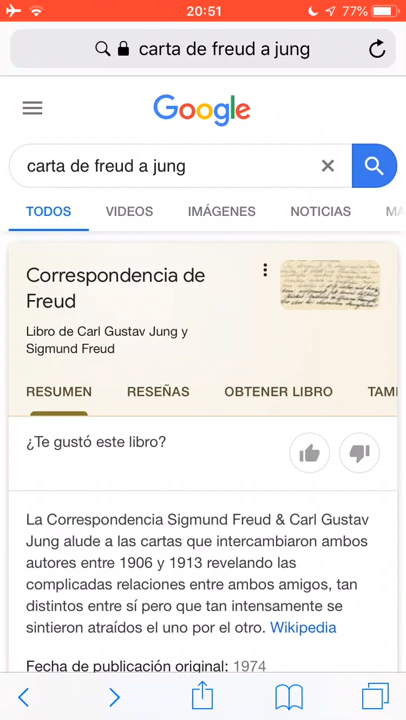 20:51
77%
carta de freud a jung
Google
carta de freud a jung
TODOS VIDEOS IMÁGENES NOTICIAS MA
Correspondencia de
Freud
Libro de Carl Gustav Jung y
Sigmund Freud
RESUMEN RESEÑAS OBTENER LIBRO TAMI
¿Te gustó este libro?
La Correspondencia Sigmund Freud & Carl Gustav
Jung alude a las cartas que intercambiaron ambos
autores entre 1906 y 1913 revelando las
complicadas relaciones entre ambos amigos, tan
distintos entre sí pero que tan intensamente se
sintieron atraídos el uno por el otro. Wikipedia
Fecha de publicación original: 1974